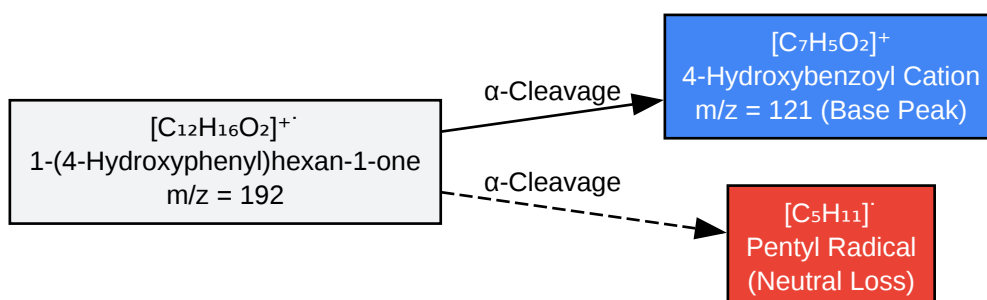 [C₁₂H₁₆O₂]⁺˙
1-(4-Hydroxyphenyl)hexan-1-one
m/z = 192
α-Cleavage
[C₇H₅O₂]⁺
4-Hydroxybenzoyl Cation
m/z = 121 (Base Peak)
α-Cleavage
[C₅H₁₁]˙
Pentyl Radical
(Neutral Loss)